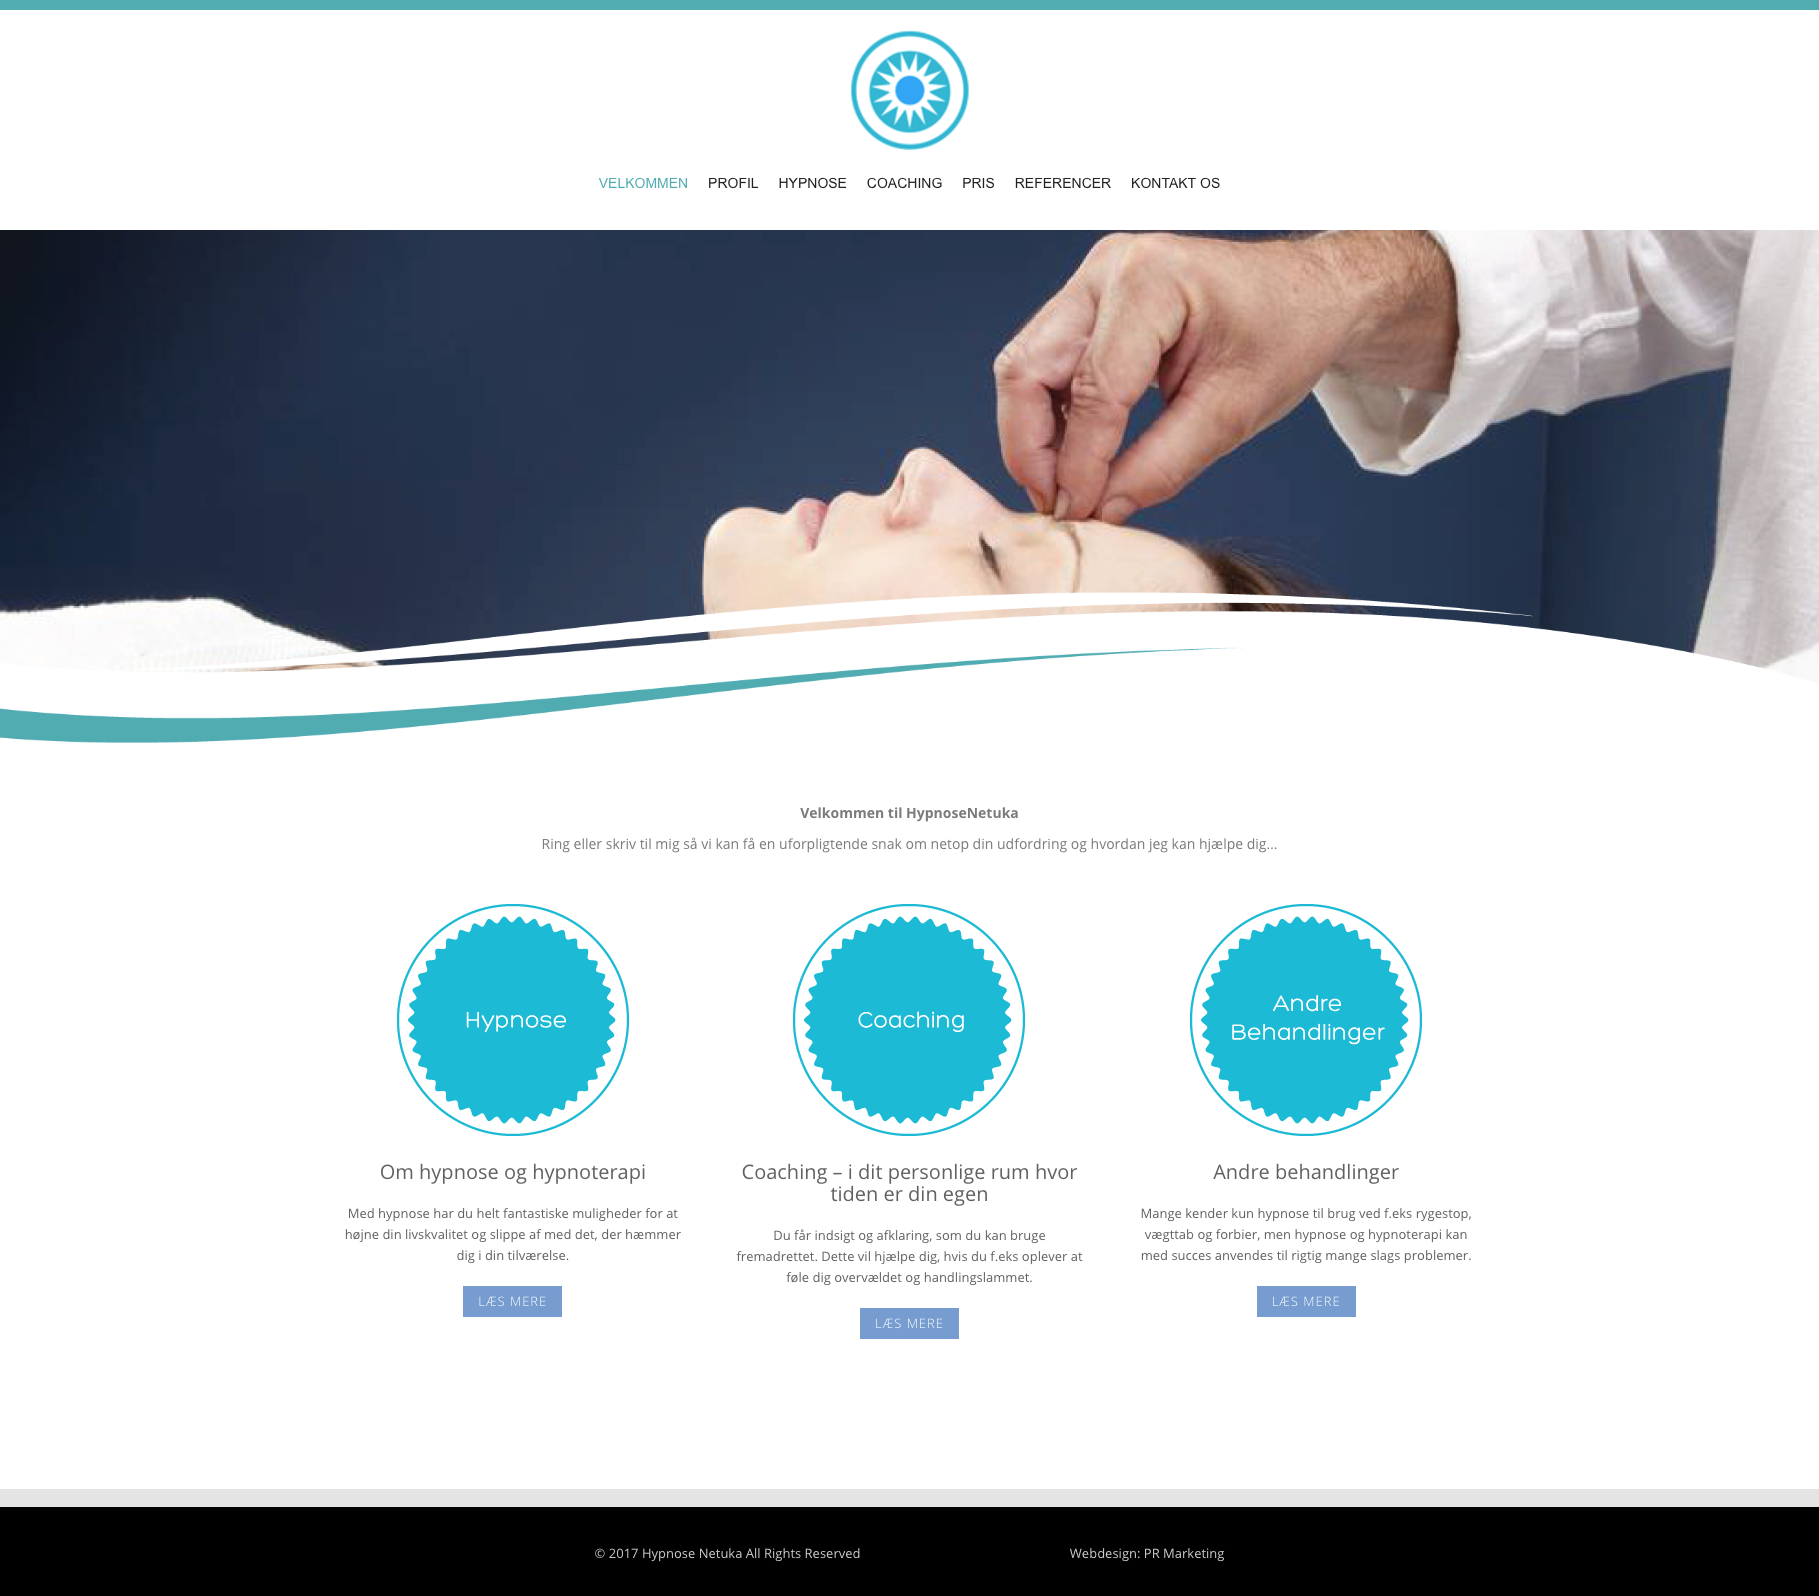 VELKOMMEN PROFIL HYPNOSE COACHING PRIS REFERENCER KONTAKT OS
Velkommen til HypnoseNetuka
Ring eller skriv til mig så vi kan få en uforpligtende snak om netop din udfordring og hvordan jeg kan hjælpe dig...
Hypnose
Om hypnose og hypnoterapi
Med hypnose har du helt fantastiske muligheder for at
højne din livskvalitet og slippe af med det, der hæmmer
dig i din tilværelse.
LÆS MERE
Coaching
Coaching – i dit personlige rum hvor
tiden er din egen
Du får indsigt og afklaring, som du kan bruge
fremadrettet. Dette vil hjælpe dig, hvis du f.eks oplever at
føle dig overvældet og handlingslammet.
LÆS MERE
Andre
Behandlinger
Andre behandlinger
Mange kender kun hypnose til brug ved f.eks rygestop,
vægttab og forbier, men hypnose og hypnoterapi kan
med succes anvendes til rigtig mange slags problemer.
LÆS MERE
© 2017 Hypnose Netuka All Rights Reserved
Webdesign: PR Marketing